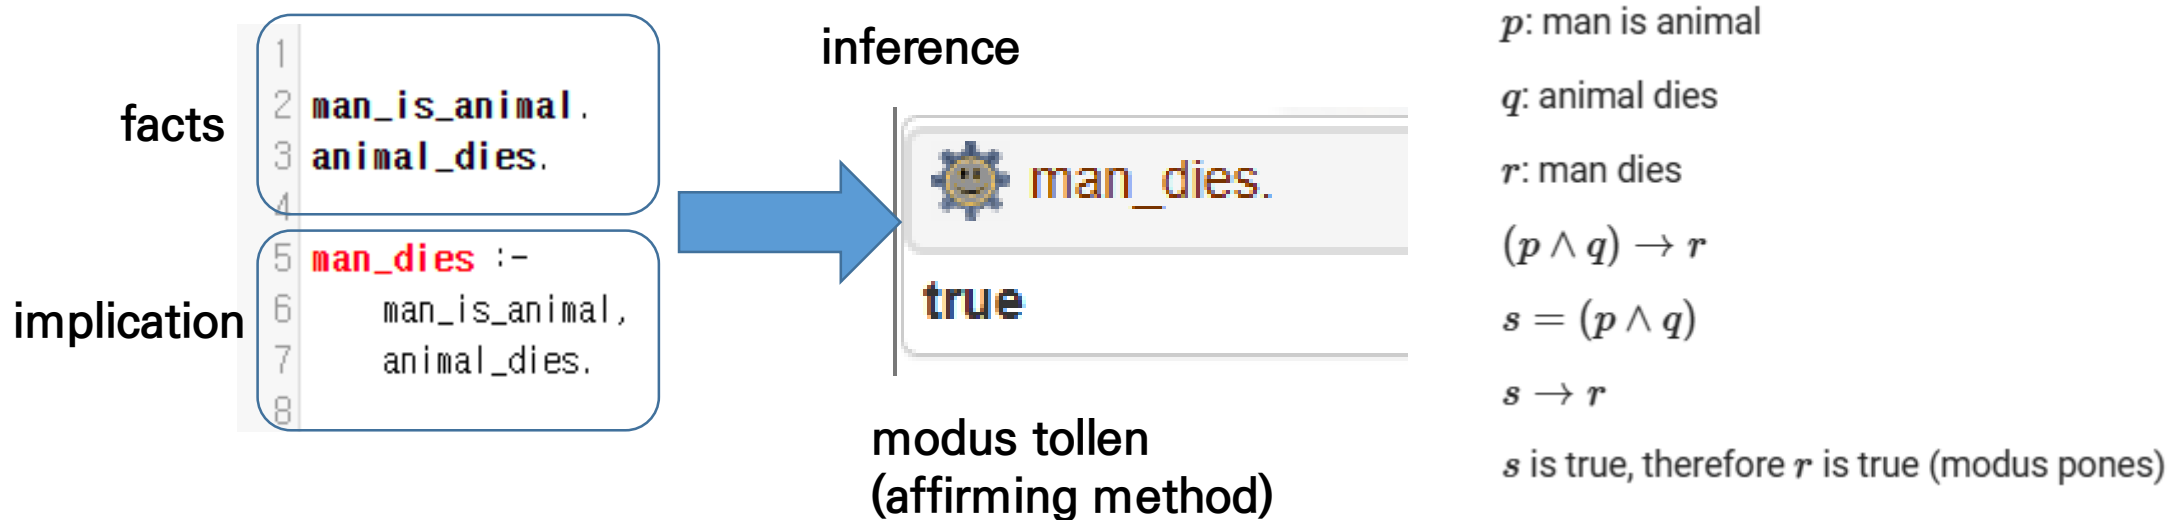 facts
implication
1
2 man_is_animal.
3 animal_dies.
4
5 man_dies :-
6 man_is_animal,
7 animal_dies.
8
inference
man_dies.
true
modus tollen
(affirming method)
p: man is animal
q: animal dies
r: man dies
(p ∧ q) → r
s = (p ∧ q)
s → r
s is true, therefore r is true (modus pones)